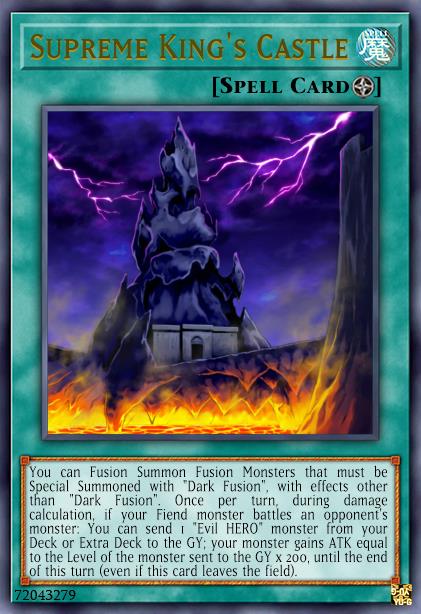 Supreme King's Castle
SPELL
魔
[Spell Card]
You can Fusion Summon Fusion Monsters that must be
Special Summoned with "Dark Fusion", with effects other
than "Dark Fusion". Once per turn, during damage
calculation, if your Fiend monster battles an opponent's
monster: You can send 1 "Evil HERO" monster from your
Deck or Extra Deck to the GY; your monster gains ATK equal
to the Level of the monster sent to the GY x 200, until the end
of this turn (even if this card leaves the field).
72043279